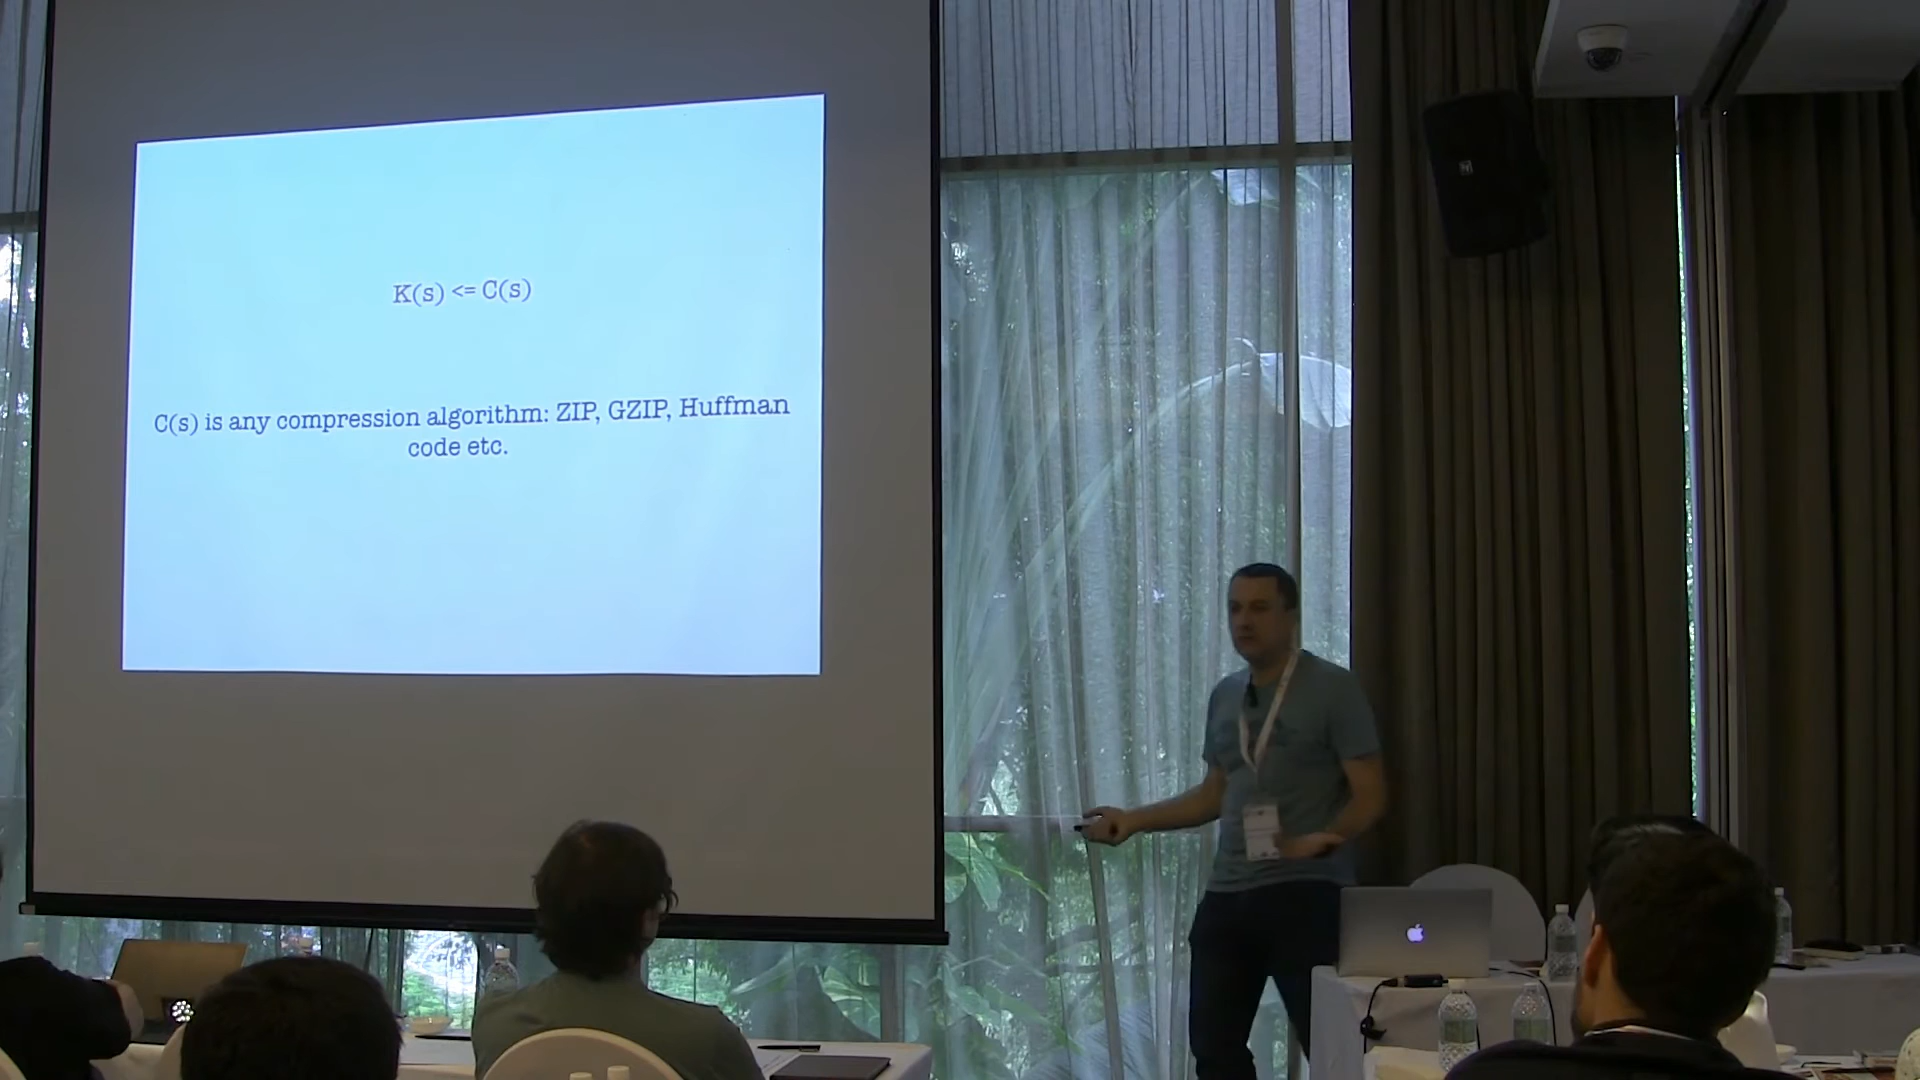 K(s) <= C(s)
C(s) is any compression algorithm: ZIP, GZIP, Huffman
code etc.